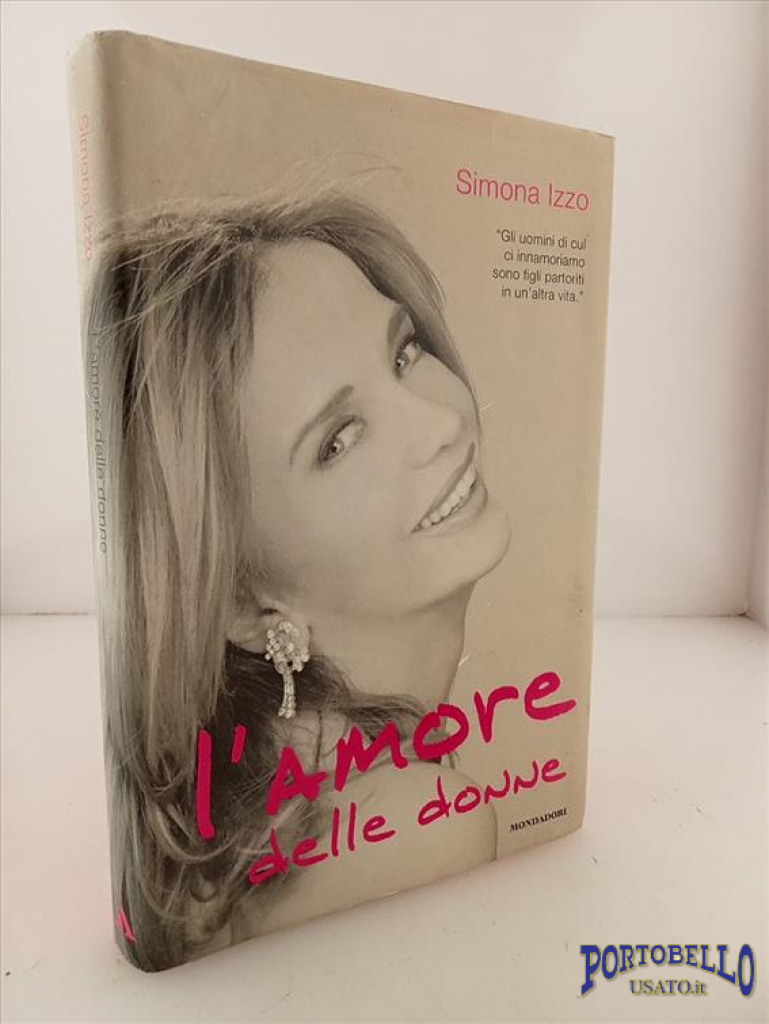 Simona Izzo
"Gli uomini di cui
ci innamoriamo
sono figli partoriti
in un'altra vita."
l'amore
delle donne
MONDADORI
Simona Izzo
L'amore delle donne
PORTOBELLO
USATO.it